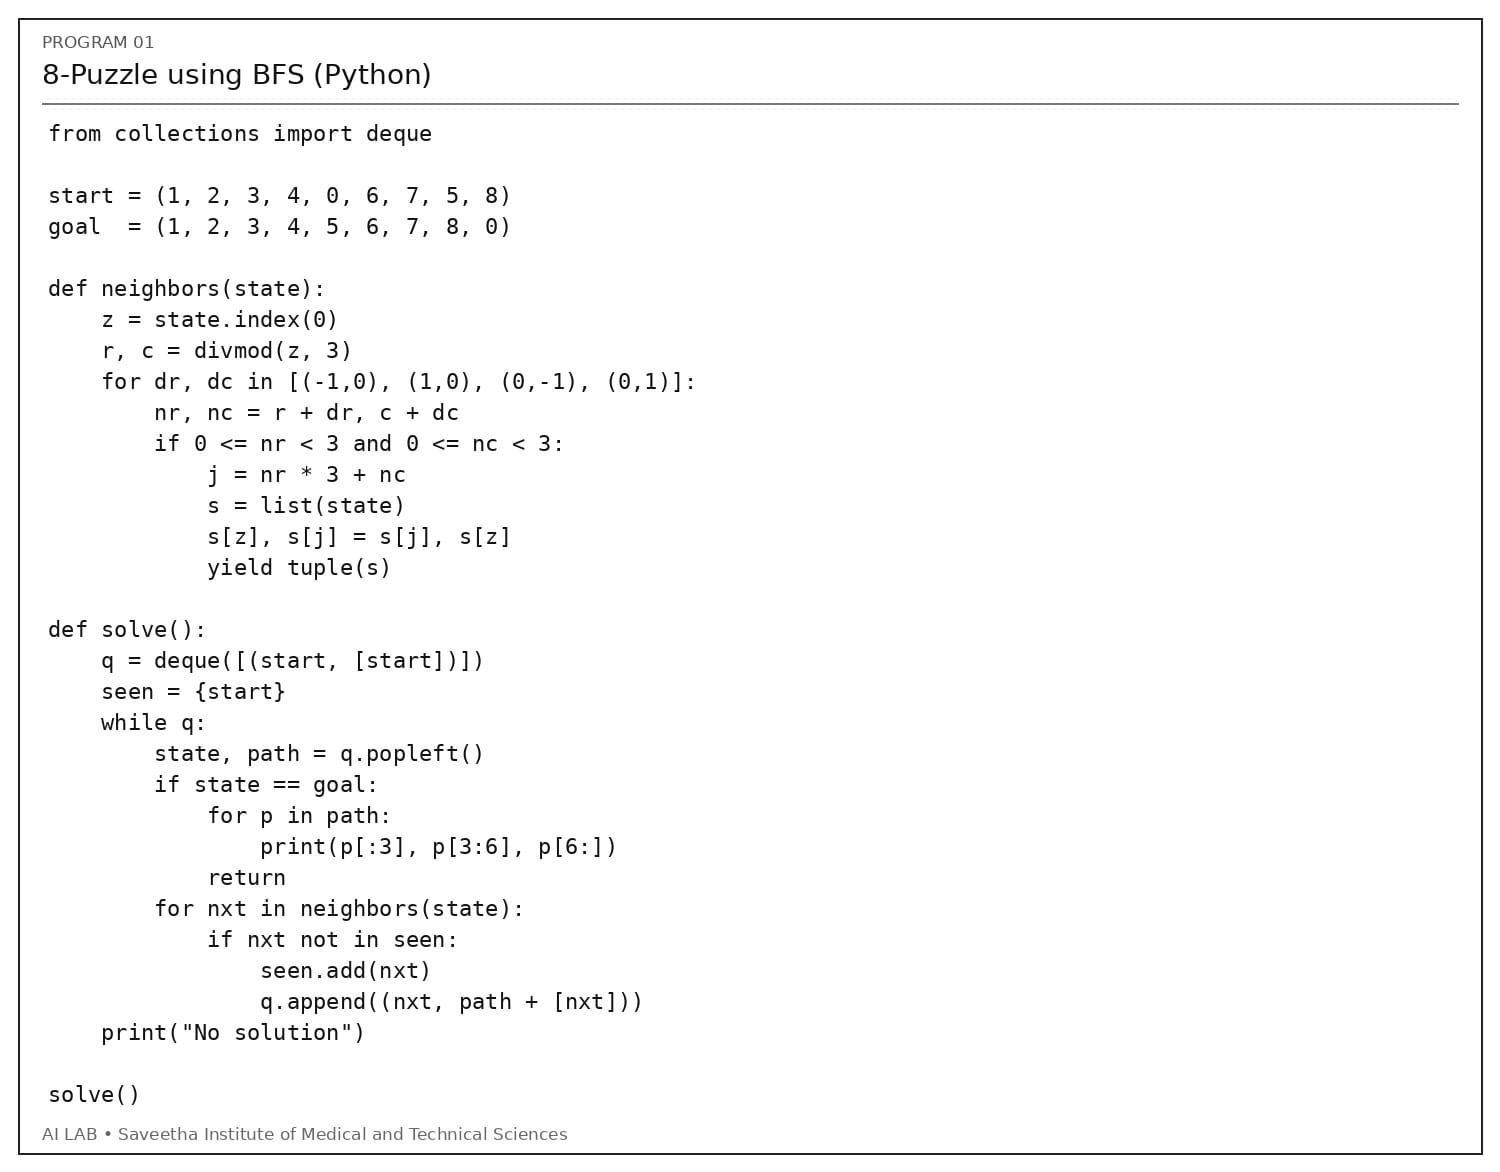 PROGRAM 01
8-Puzzle using BFS (Python)
from collections import deque

start = (1, 2, 3, 4, 0, 6, 7, 5, 8)
goal  = (1, 2, 3, 4, 5, 6, 7, 8, 0)

def neighbors(state):
    z = state.index(0)
    r, c = divmod(z, 3)
    for dr, dc in [(-1,0), (1,0), (0,-1), (0,1)]:
        nr, nc = r + dr, c + dc
        if 0 <= nr < 3 and 0 <= nc < 3:
            j = nr * 3 + nc
            s = list(state)
            s[z], s[j] = s[j], s[z]
            yield tuple(s)

def solve():
    q = deque([(start, [start])])
    seen = {start}
    while q:
        state, path = q.popleft()
        if state == goal:
            for p in path:
                print(p[:3], p[3:6], p[6:])
            return
        for nxt in neighbors(state):
            if nxt not in seen:
                seen.add(nxt)
                q.append((nxt, path + [nxt]))
    print("No solution")

solve()
AI LAB • Saveetha Institute of Medical and Technical Sciences